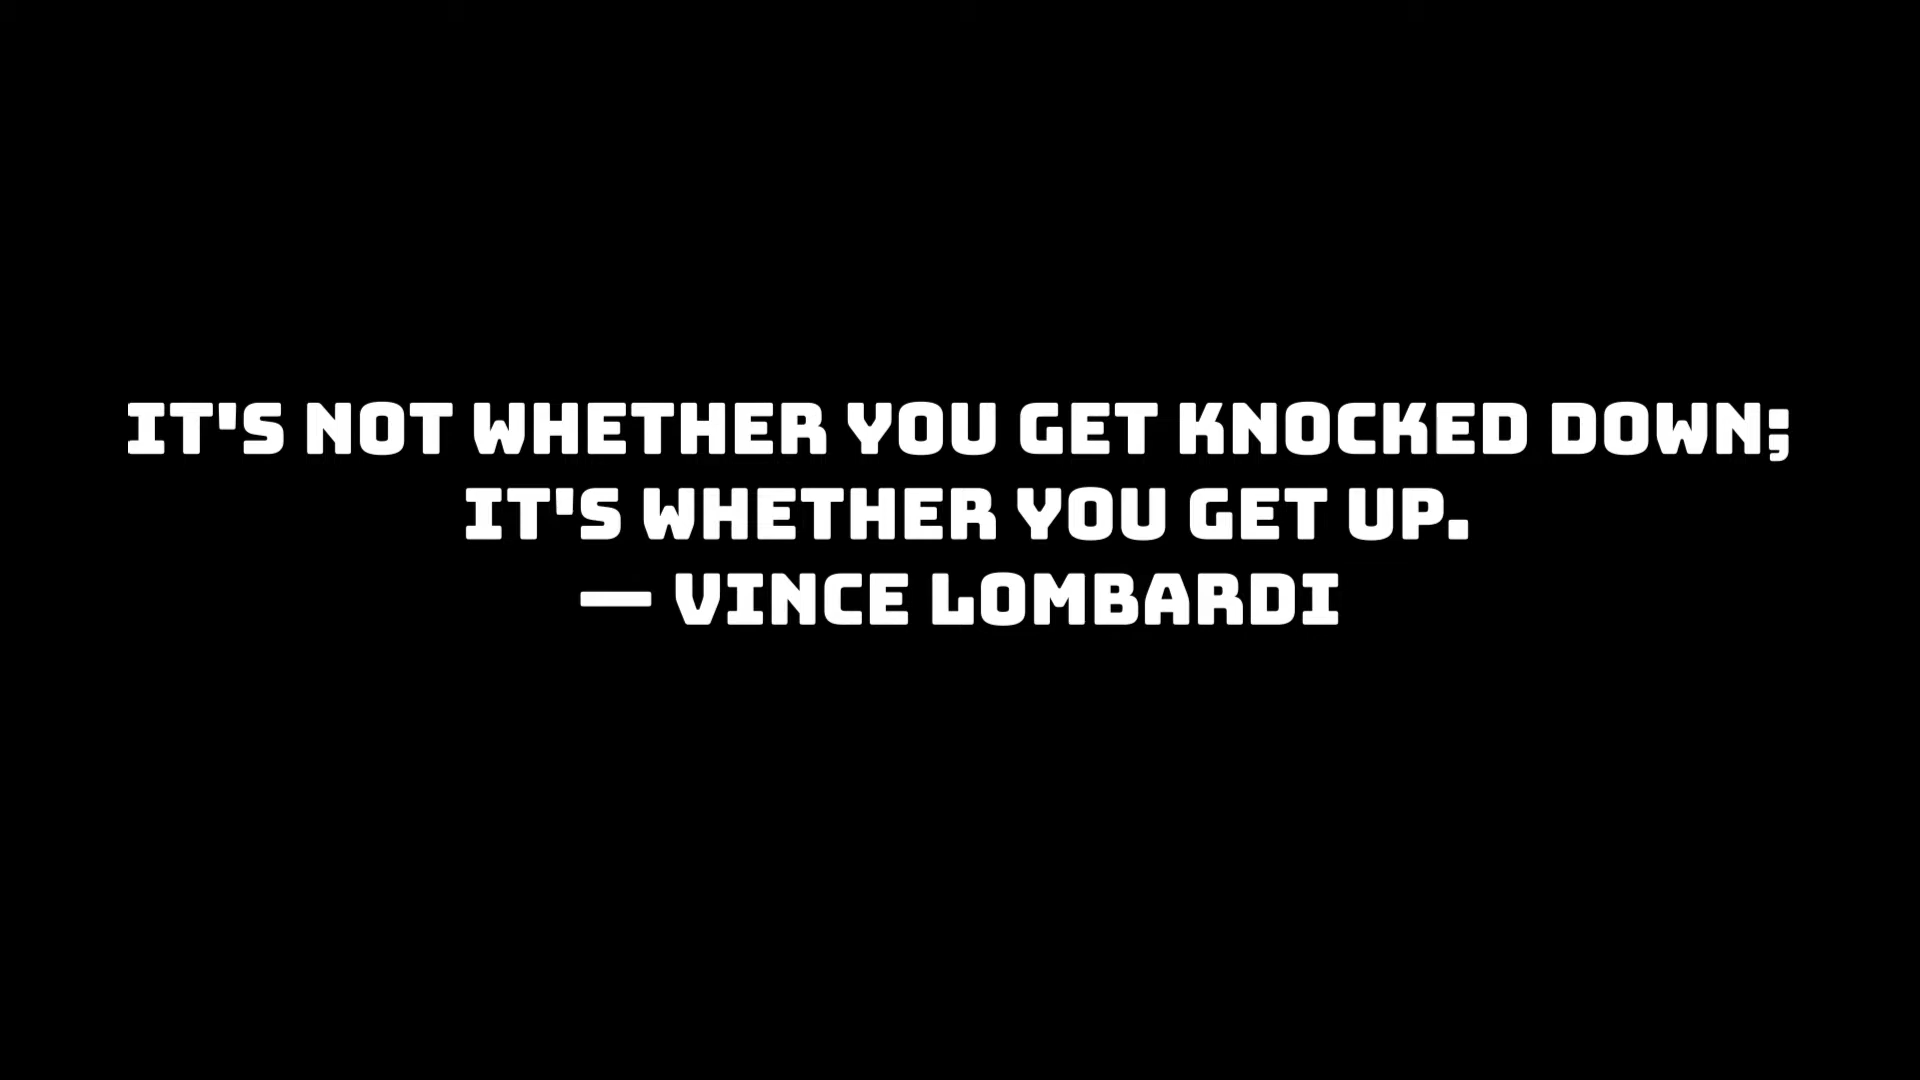 IT'S NOT WHETHER YOU GET KNOCKED DOWN;
IT'S WHETHER YOU GET UP.
— VINCE LOMBARDI